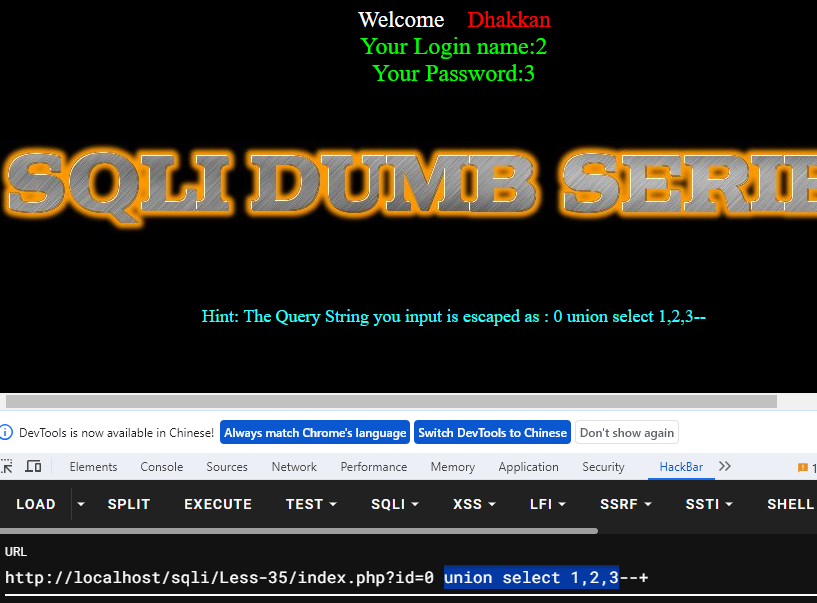 Welcome Dhakkan
Your Login name:2
Your Password:3
SQLI DUMB SERIE
Hint: The Query String you input is escaped as : 0 union select 1,2,3--
DevTools is now available in Chinese! Always match Chrome's language Switch DevTools to Chinese Don't show again
Elements Console Sources Network Performance Memory Application Security HackBar 1
LOAD SPLIT EXECUTE TEST SQLI XSS LFI SSRF SSTI SHELL
URL
http://localhost/sqli/Less-35/index.php?id=0 union select 1,2,3--+